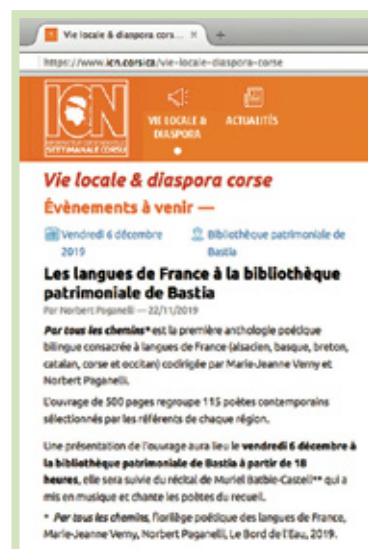 Vie locale & diaspora cors...
https://www.icn.corsica/vie-locale-diaspora-corse
ICN
SETTIMANALE CORSU
VIE LOCALE &
DIASPORA
ACTUALITÉS
Vie locale & diaspora corse
Évènements à venir —
Vendredi 6 décembre
2019
Bibliothèque patrimoniale de
Bastia
Les langues de France à la bibliothèque
patrimoniale de Bastia
Par Norbert Paganelli — 22/11/2019
Par tous les chemins* est la première anthologie poétique
bilingue consacrée à langues de France (alsacien, basque, breton,
catalan, corse et occitan) codirigée par Marie-Jeanne Verny et
Norbert Paganelli.
L'ouvrage de 500 pages regroupe 115 poètes contemporains
sélectionnés par les référents de chaque région.
Une présentation de l'ouvrage aura lieu le vendredi 6 décembre à
la bibliothèque patrimoniale de Bastia à partir de 18
heures, elle sera suivie du récital de Muriel Batbie-Castell** qui a
mis en musique et chante les poètes du recueil.
* Par tous les chemins, florilège poétique des langues de France,
Marie-Jeanne Verny, Norbert Paganelli, Le Bord de l'Eau, 2019.